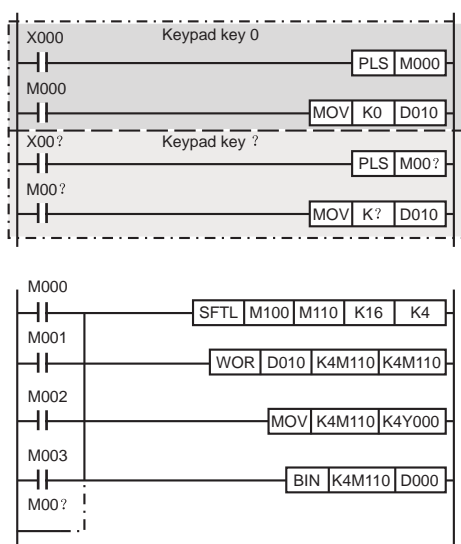 X000 Keypad key 0
PLS M000
M000
MOV K0 D010
X00? Keypad key ?
PLS M00?
M00?
MOV K? D010
M000
SFTL M100 M110 K16 K4
M001
WOR D010 K4M110 K4M110
M002
MOV K4M110 K4Y000
M003
BIN K4M110 D000
M00?